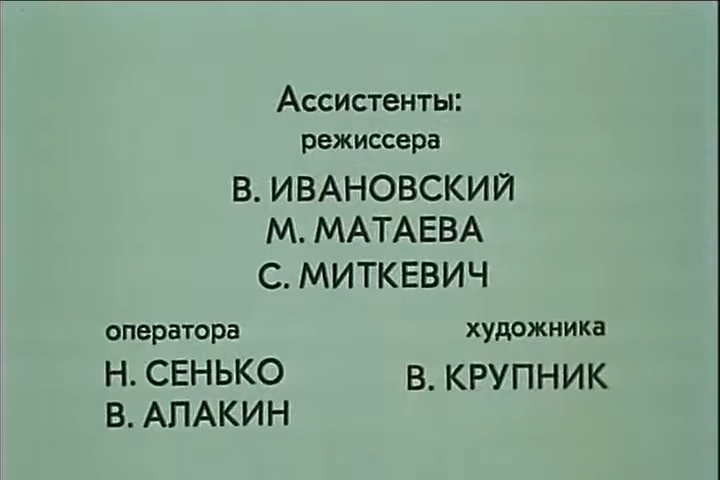 Ассистенты:
режиссера
В. ИВАНОВСКИЙ
М. МАТАЕВА
С. МИТКЕВИЧ
оператора
Н. СЕНЬКО
В. АЛАКИН
художника
В. КРУПНИК